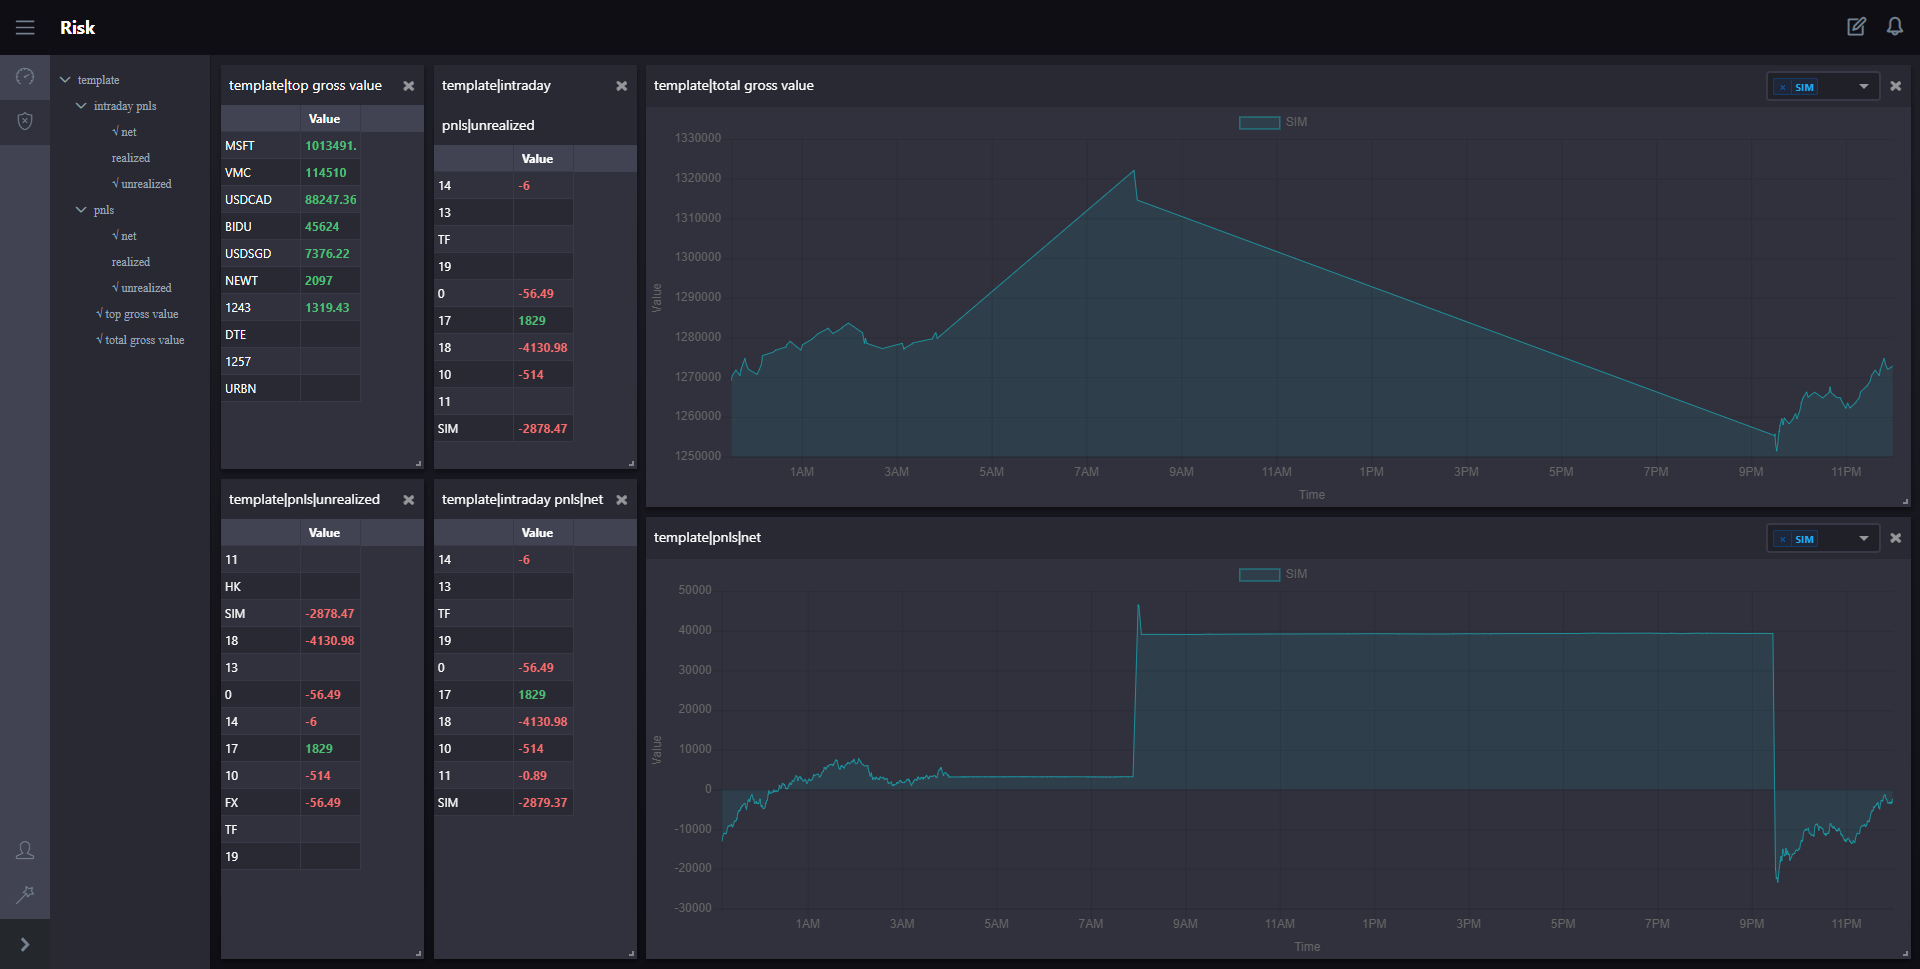 Risk
template
intraday pnls
√ net
realized
√ unrealized
pnls
√ net
realized
√ unrealized
√ top gross value
√ total gross value
template|top gross value
Value
MSFT 1013491.
VMC 114510
USDCAD 88247.36
BIDU 45624
USDSGD 7376.22
NEWT 2097
1243 1319.43
DTE
1257
URBN
template|intraday
pnls|unrealized
Value
14 -6
13
TF
19
0 -56.49
17 1829
18 -4130.98
10 -514
11
SIM -2878.47
template|total gross value
× SIM
SIM
1330000
1320000
1310000
1300000
1290000
1280000
1270000
1260000
1250000
Value
1AM 3AM 5AM 7AM 9AM 11AM 1PM 3PM 5PM 7PM 9PM 11PM
Time
template|pnls|unrealized
Value
11
HK
SIM -2878.47
18 -4130.98
13
0 -56.49
14 -6
17 1829
10 -514
FX -56.49
TF
19
template|intraday pnls|net
Value
14 -6
13
TF
19
0 -56.49
17 1829
18 -4130.98
10 -514
11 -0.89
SIM -2879.37
template|pnls|net
× SIM
SIM
50000
40000
30000
20000
10000
0
-10000
-20000
-30000
Value
1AM 3AM 5AM 7AM 9AM 11AM 1PM 3PM 5PM 7PM 9PM 11PM
Time